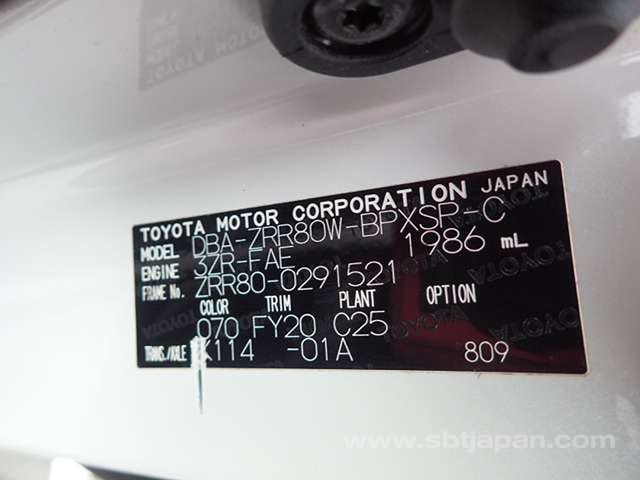 TOYOTA MOTOR CORPORATION JAPAN
MODEL DBA-ZRR80W-BPXSP-C
ENGINE 3ZR-FAE 1986 mL
FRAME No. ZRR80-0291521
COLOR TRIM PLANT OPTION
070 FY20 C25
TRANS./AXLE K114 -01A 809
www.sbtjapan.com